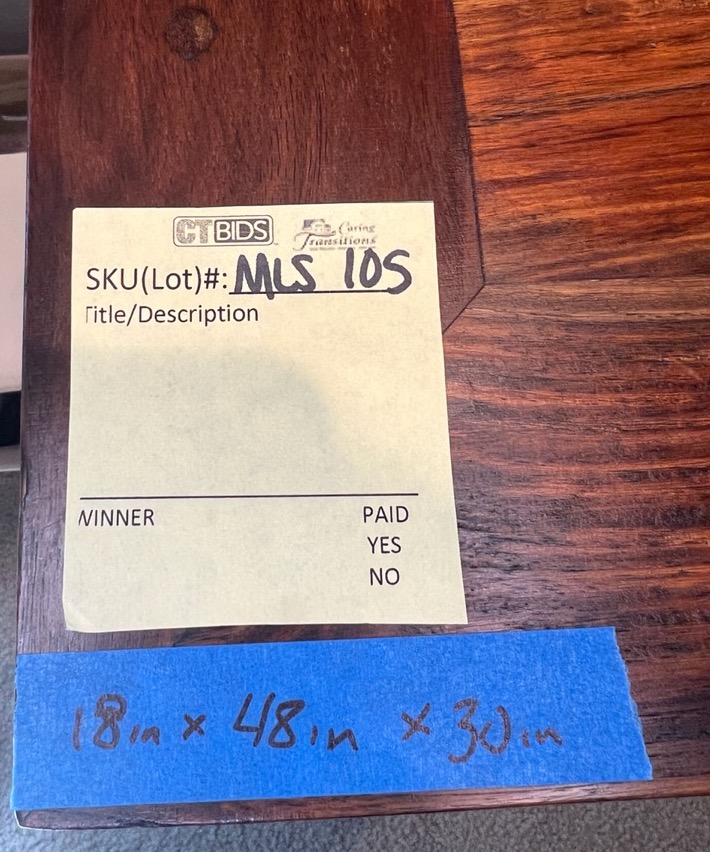 CTBIDS
Caring
Transitions
SKU(Lot)#: MLS 105
Title/Description
WINNER PAID
YES
NO
18in x 48in x 30in